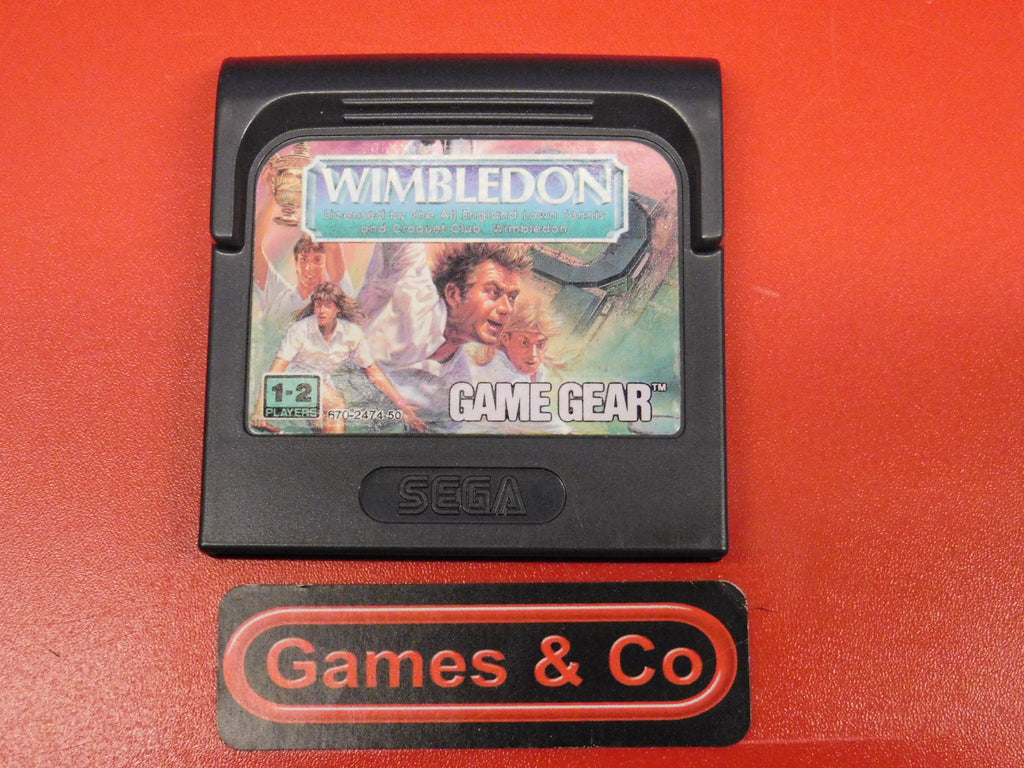 WIMBLEDON
Licensed by the All England Lawn Tennis
and Croquet Club, Wimbledon
1-2
PLAYERS
670-2474-50
GAME GEAR™
SEGA
Games & Co